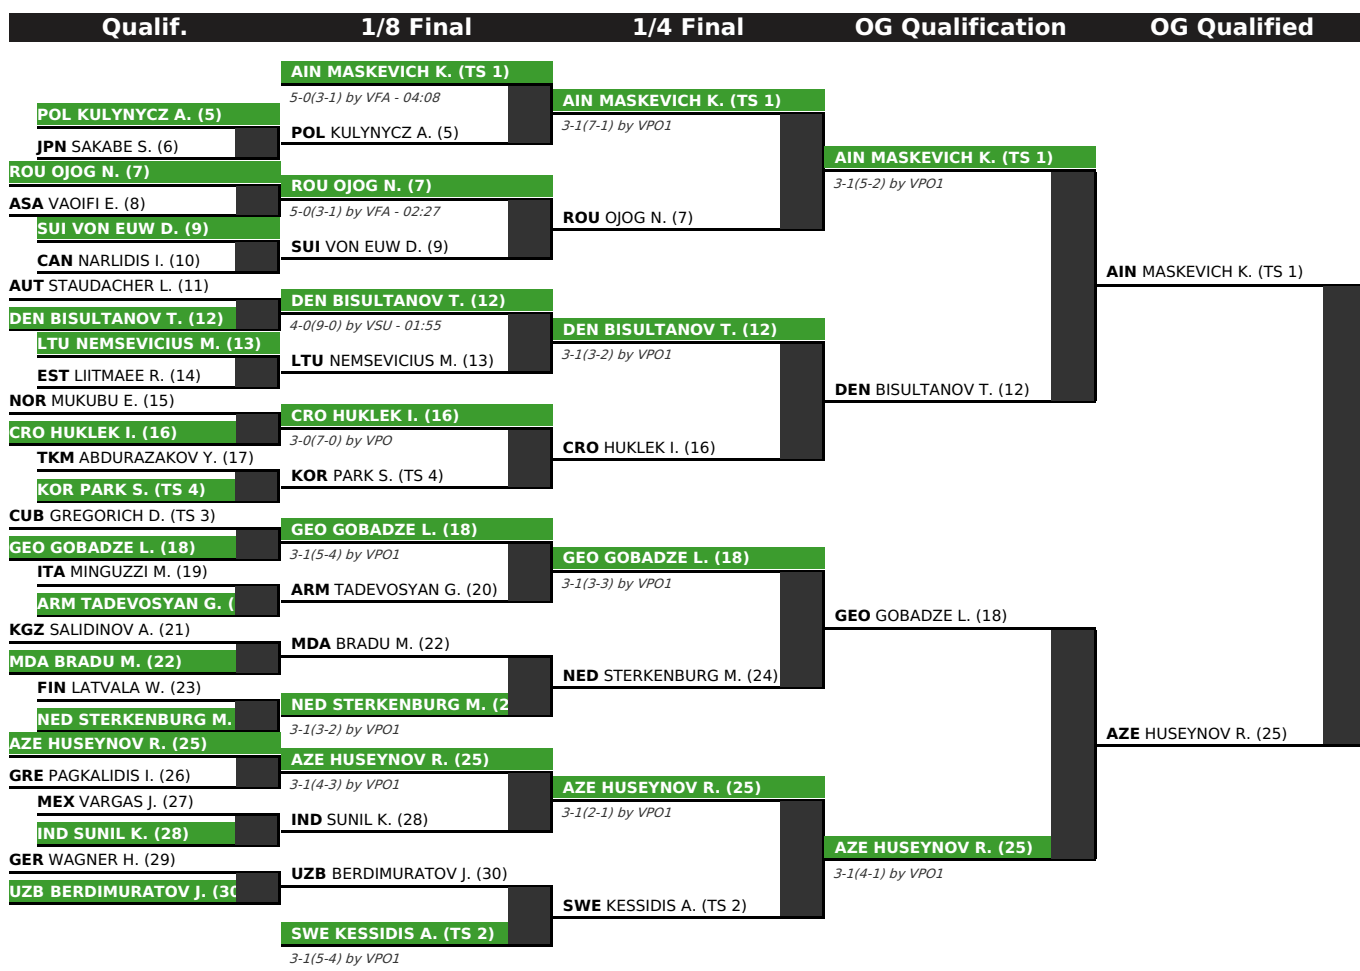 Qualif.
1/8 Final
1/4 Final
OG Qualification
OG Qualified
POL KULYNYCZ A. (5)
JPN SAKABE S. (6)
ROU OJOG N. (7)
ASA VAOIFI E. (8)
SUI VON EUW D. (9)
CAN NARLIDIS I. (10)
AUT STAUDACHER L. (11)
DEN BISULTANOV T. (12)
LTU NEMSEVICIUS M. (13)
EST LIITMAEE R. (14)
NOR MUKUBU E. (15)
CRO HUKLEK I. (16)
TKM ABDURAZAKOV Y. (17)
KOR PARK S. (TS 4)
CUB GREGORICH D. (TS 3)
GEO GOBADZE L. (18)
ITA MINGUZZI M. (19)
ARM TADEVOSYAN G. (
KGZ SALIDINOV A. (21)
MDA BRADU M. (22)
FIN LATVALA W. (23)
NED STERKENBURG M.
AZE HUSEYNOV R. (25)
GRE PAGKALIDIS I. (26)
MEX VARGAS J. (27)
IND SUNIL K. (28)
GER WAGNER H. (29)
UZB BERDIMURATOV J. (30
AIN MASKEVICH K. (TS 1)
5-0(3-1) by VFA - 04:08
POL KULYNYCZ A. (5)
ROU OJOG N. (7)
5-0(3-1) by VFA - 02:27
SUI VON EUW D. (9)
DEN BISULTANOV T. (12)
4-0(9-0) by VSU - 01:55
LTU NEMSEVICIUS M. (13)
CRO HUKLEK I. (16)
3-0(7-0) by VPO
KOR PARK S. (TS 4)
GEO GOBADZE L. (18)
3-1(5-4) by VPO1
ARM TADEVOSYAN G. (20)
MDA BRADU M. (22)
NED STERKENBURG M. (2
3-1(3-2) by VPO1
AZE HUSEYNOV R. (25)
3-1(4-3) by VPO1
IND SUNIL K. (28)
UZB BERDIMURATOV J. (30)
SWE KESSIDIS A. (TS 2)
3-1(5-4) by VPO1
AIN MASKEVICH K. (TS 1)
3-1(7-1) by VPO1
ROU OJOG N. (7)
DEN BISULTANOV T. (12)
3-1(3-2) by VPO1
CRO HUKLEK I. (16)
GEO GOBADZE L. (18)
3-1(3-3) by VPO1
NED STERKENBURG M. (24)
AZE HUSEYNOV R. (25)
3-1(2-1) by VPO1
SWE KESSIDIS A. (TS 2)
AIN MASKEVICH K. (TS 1)
3-1(5-2) by VPO1
DEN BISULTANOV T. (12)
GEO GOBADZE L. (18)
AZE HUSEYNOV R. (25)
3-1(4-1) by VPO1
AIN MASKEVICH K. (TS 1)
AZE HUSEYNOV R. (25)